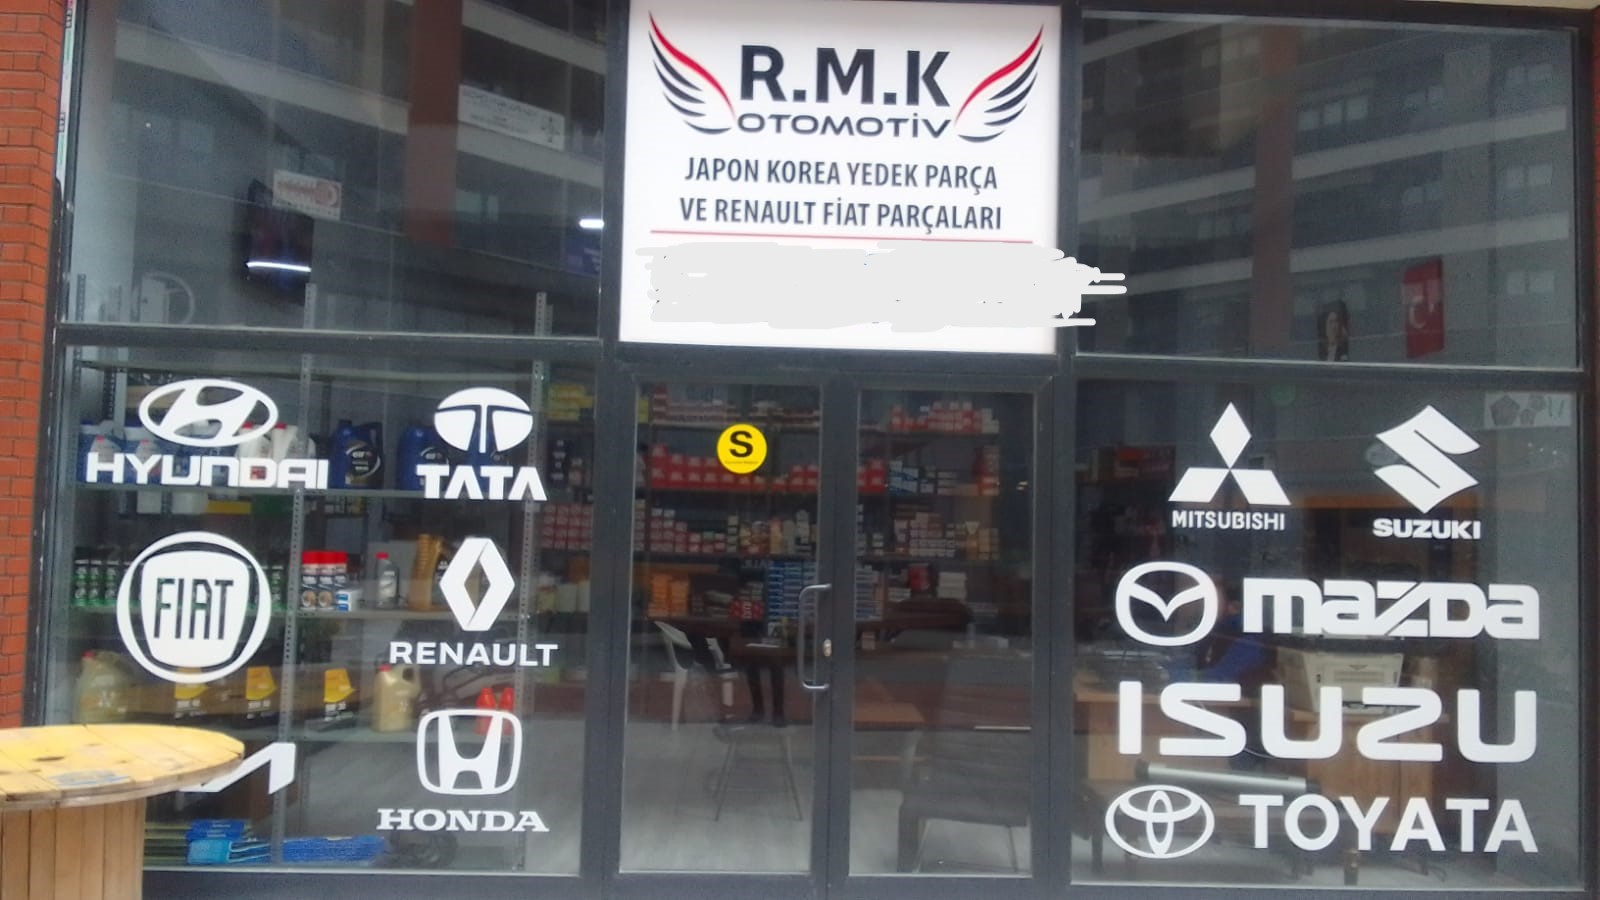 R.M.K
OTOMOTİV
JAPON KOREA YEDEK PARÇA
VE RENAULT FİAT PARÇALARI
HYUNDAI
TATA
S
FIAT
RENAULT
HONDA
MITSUBISHI
SUZUKI
mazda
ISUZU
TOYATA
elf